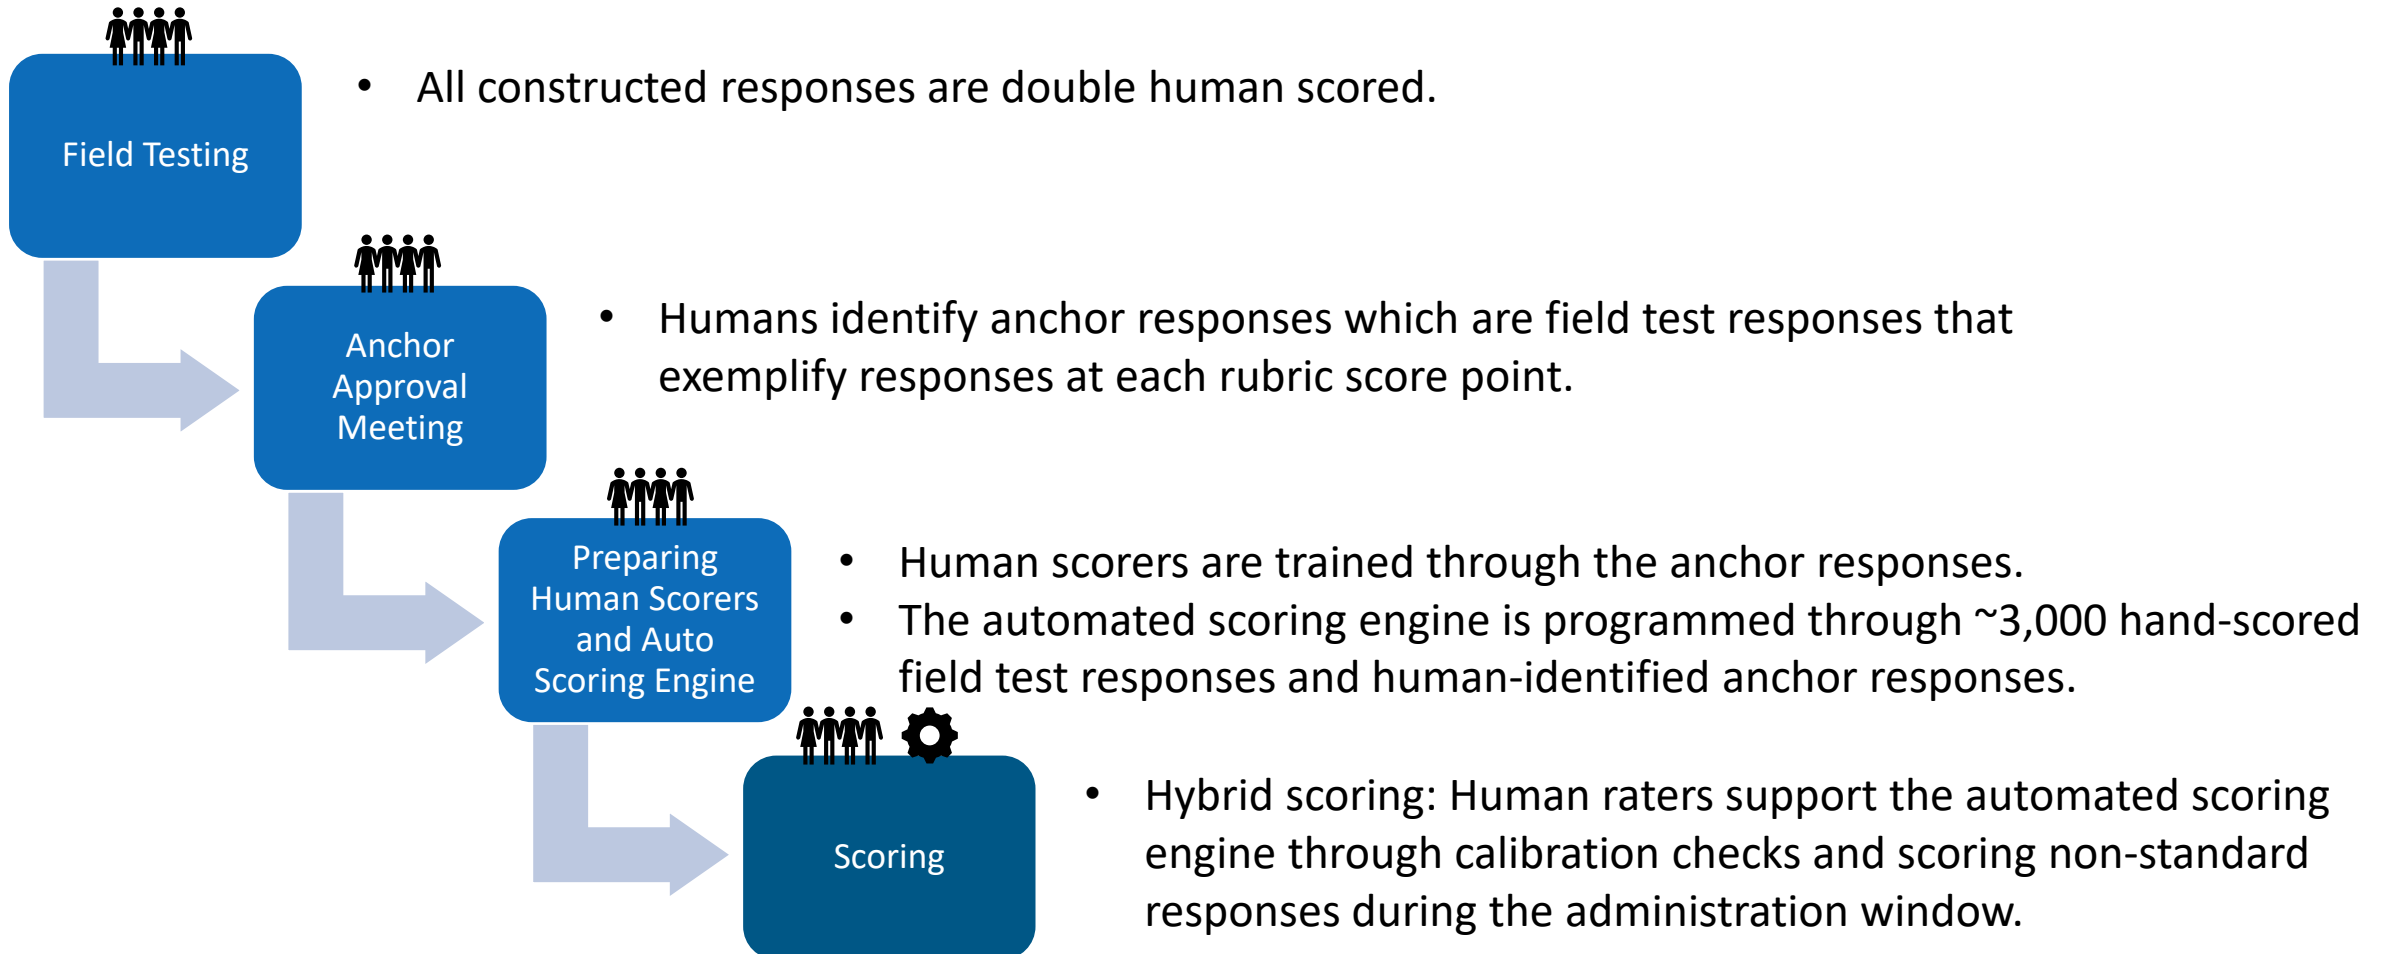 Field Testing
• All constructed responses are double human scored.
Anchor
Approval
Meeting
• Humans identify anchor responses which are field test responses that
exemplify responses at each rubric score point.
Preparing
Human Scorers
and Auto
Scoring Engine
• Human scorers are trained through the anchor responses.
• The automated scoring engine is programmed through ~3,000 hand-scored
field test responses and human-identified anchor responses.
Scoring
• Hybrid scoring: Human raters support the automated scoring
engine through calibration checks and scoring non-standard
responses during the administration window.